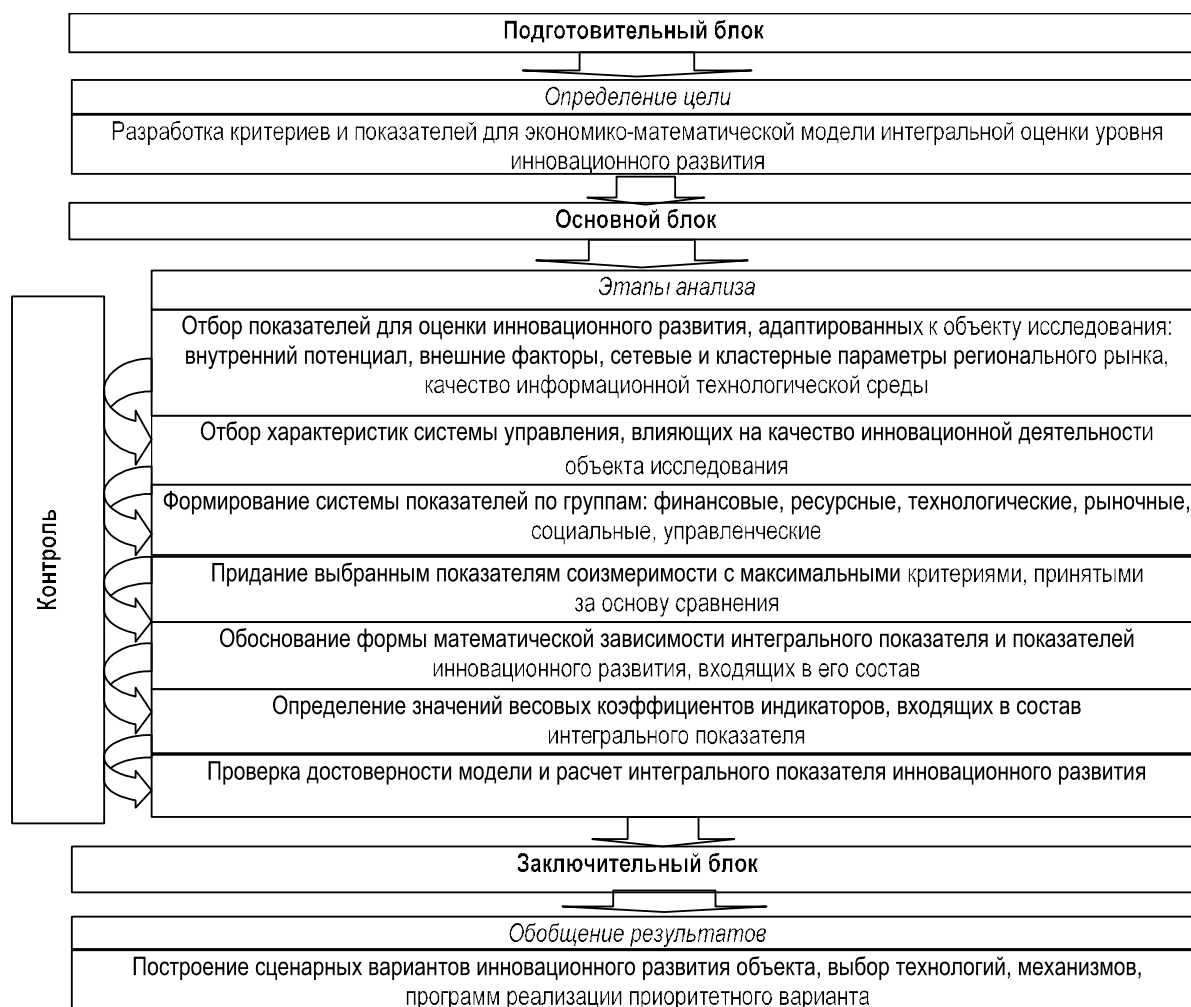 Подготовительный блок
Определение цели
Разработка критериев и показателей для экономико-математической модели интегральной оценки уровня
инновационного развития
Основной блок
Этапы анализа
Контроль
Отбор показателей для оценки инновационного развития, адаптированных к объекту исследования:
внутренний потенциал, внешние факторы, сетевые и кластерные параметры регионального рынка,
качество информационной технологической среды
Отбор характеристик системы управления, влияющих на качество инновационной деятельности
объекта исследования
Формирование системы показателей по группам: финансовые, ресурсные, технологические, рыночные,
социальные, управленческие
Придание выбранным показателям соизмеримости с максимальными критериями, принятыми
за основу сравнения
Обоснование формы математической зависимости интегрального показателя и показателей
инновационного развития, входящих в его состав
Определение значений весовых коэффициентов индикаторов, входящих в состав
интегрального показателя
Проверка достоверности модели и расчет интегрального показателя инновационного развития
Заключительный блок
Обобщение результатов
Построение сценарных вариантов инновационного развития объекта, выбор технологий, механизмов,
программ реализации приоритетного варианта